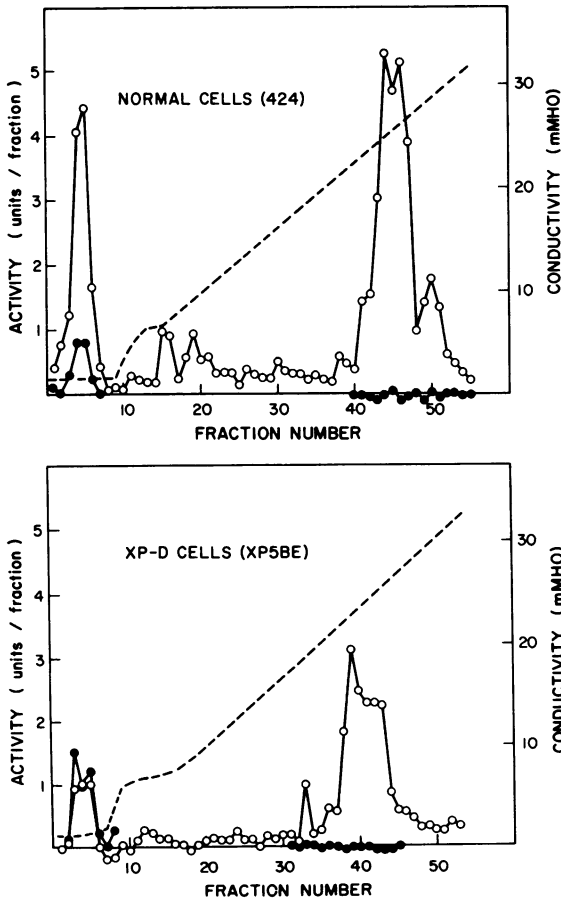 NORMAL CELLS (424)
ACTIVITY ( units / fraction)
5
4
3
2
1
30
20
10
CONDUCTIVITY (mMHO)
10 20 30 40 50
FRACTION NUMBER
XP-D CELLS (XP5BE)
ACTIVITY ( units / fraction)
5
4
3
2
1
30
20
10
CONDUCTIVITY (mMHO)
10 20 30 40 50
FRACTION NUMBER